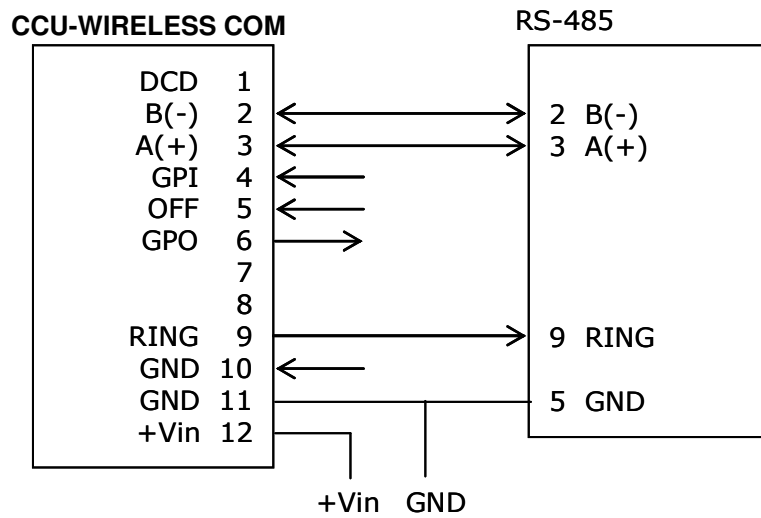 CCU-WIRELESS COM
RS-485
DCD 1
B(-) 2
A(+) 3
GPI 4
OFF 5
GPO 6
7
8
RING 9
GND 10
GND 11
+Vin 12
2 B(-)
3 A(+)
9 RING
5 GND
+Vin GND